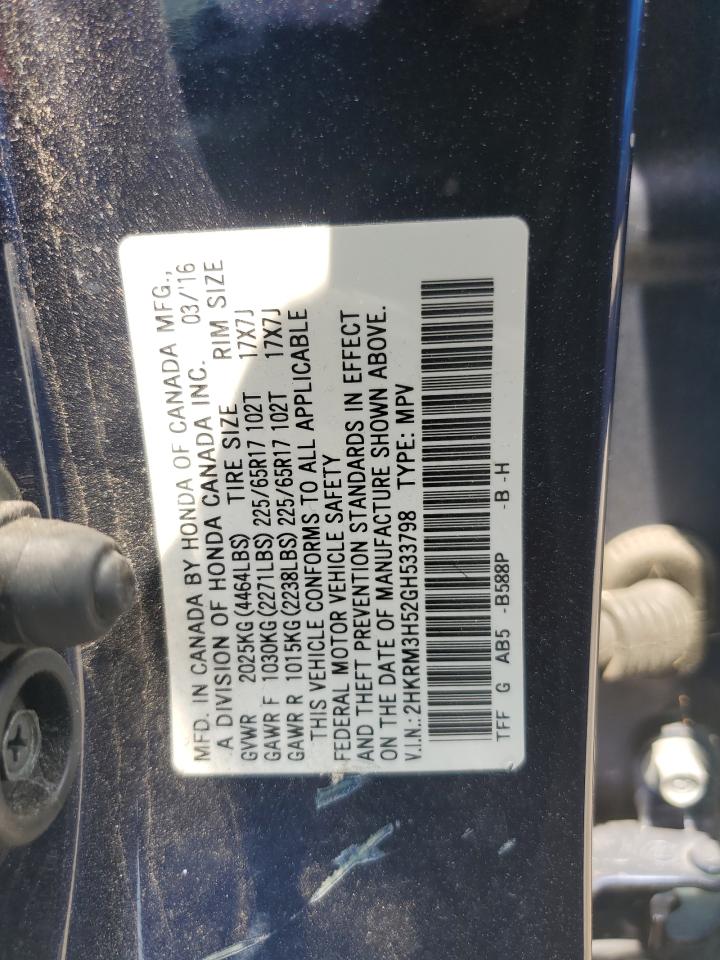 MFD. IN CANADA BY HONDA OF CANADA MFG.,
A DIVISION OF HONDA CANADA INC. 03/'16
GVWR 2025KG(4464LBS) TIRE SIZE RIM SIZE
GAWR F 1030KG(2271LBS) 225/65R17 102T 17X7J
GAWR R 1015KG(2238LBS) 225/65R17 102T 17X7J
THIS VEHICLE CONFORMS TO ALL APPLICABLE
FEDERAL MOTOR VEHICLE SAFETY
AND THEFT PREVENTION STANDARDS IN EFFECT
ON THE DATE OF MANUFACTURE SHOWN ABOVE.
V.I.N.: 2HKRM3H52GH533798 TYPE: MPV
TFF G AB5 -B588P -B -H